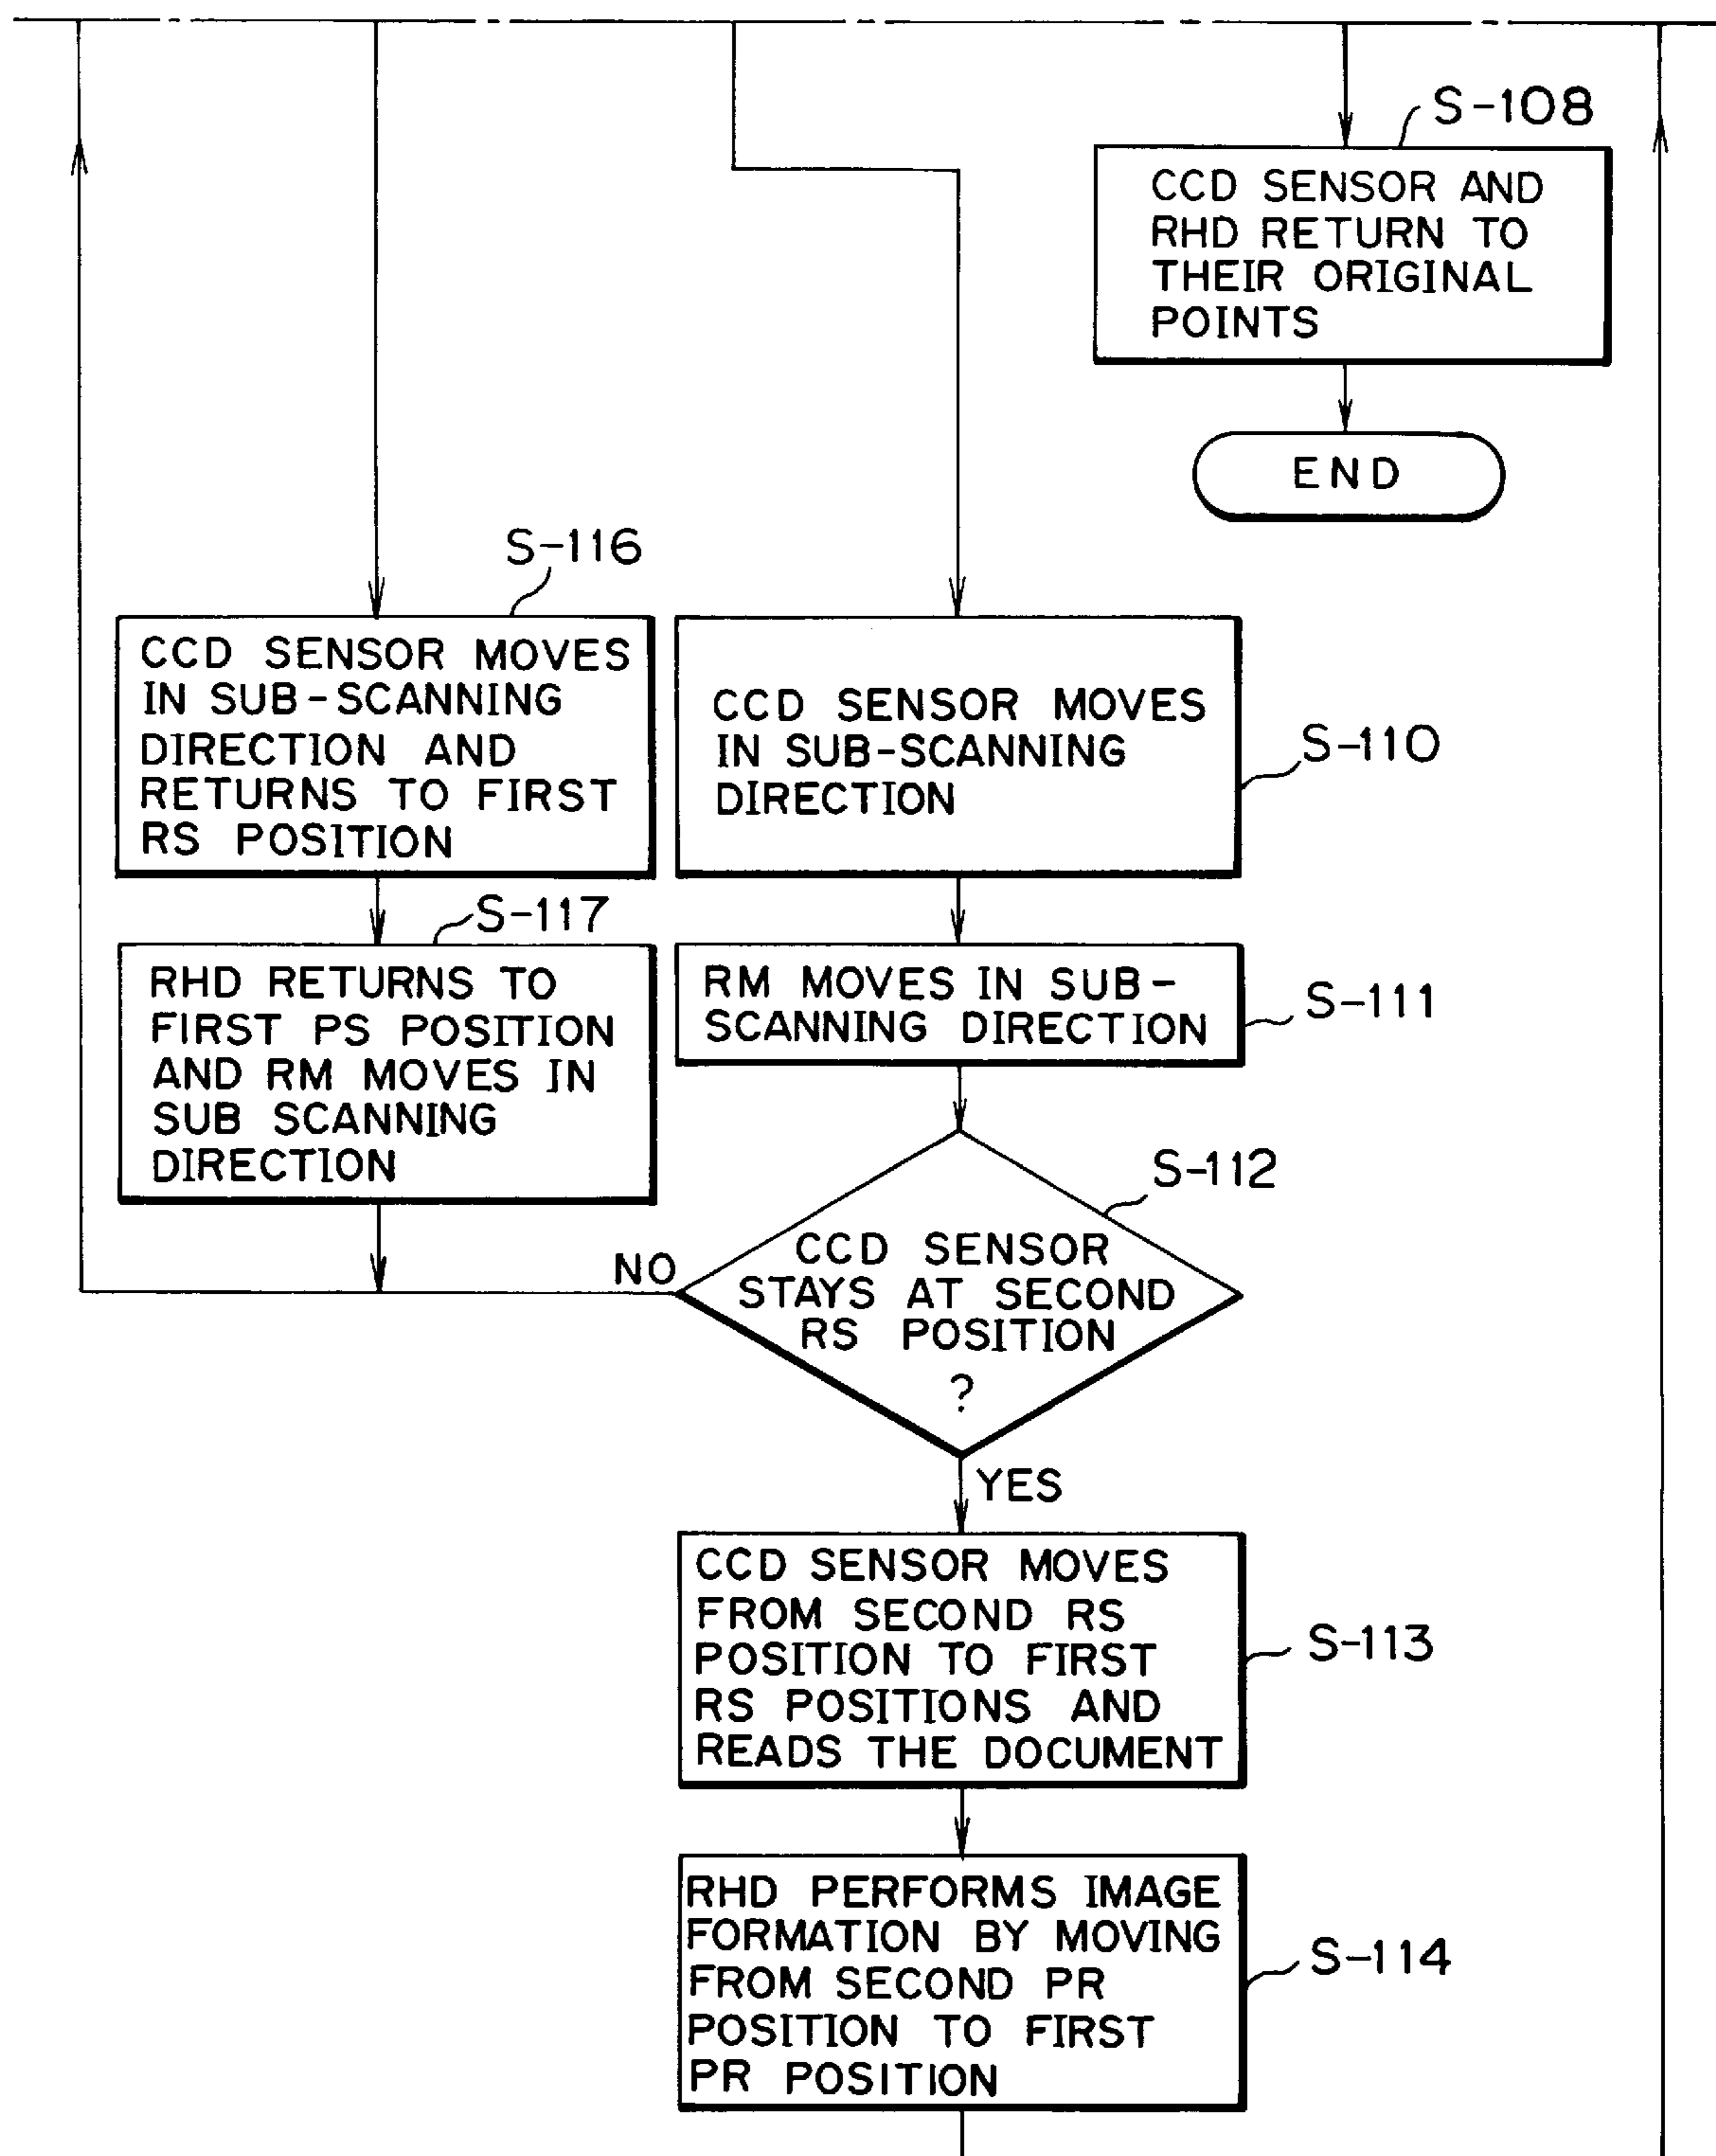 S-108
CCD SENSOR AND
RHD RETURN TO
THEIR ORIGINAL
POINTS
END
S-116
CCD SENSOR MOVES
IN SUB-SCANNING
DIRECTION AND
RETURNS TO FIRST
RS POSITION
CCD SENSOR MOVES
IN SUB-SCANNING
DIRECTION
S-110
S-117
RHD RETURNS TO
FIRST PS POSITION
AND RM MOVES IN
SUB SCANNING
DIRECTION
RM MOVES IN SUB-
SCANNING DIRECTION
S-111
S-112
CCD SENSOR
STAYS AT SECOND
RS POSITION
?
NO
YES
CCD SENSOR MOVES
FROM SECOND RS
POSITION TO FIRST
RS POSITIONS AND
READS THE DOCUMENT
S-113
RHD PERFORMS IMAGE
FORMATION BY MOVING
FROM SECOND PR
POSITION TO FIRST
PR POSITION
S-114